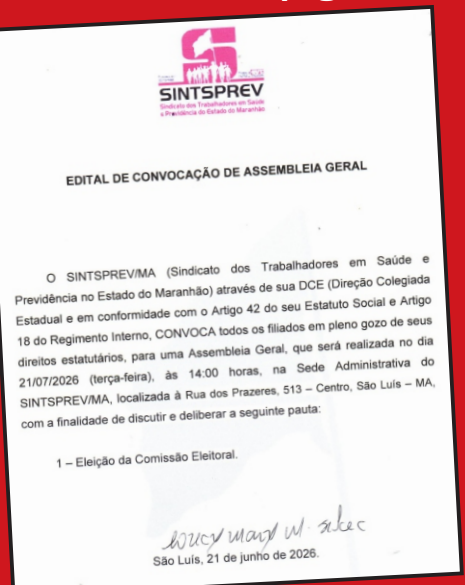 SINTSPREV
Sindicato dos Trabalhadores em Saúde
e Previdência do Estado do Maranhão
EDITAL DE CONVOCAÇÃO DE ASSEMBLEIA GERAL
O SINTSPREV/MA (Sindicato dos Trabalhadores em Saúde e
Previdência no Estado do Maranhão) através de sua DCE (Direção Colegiada
Estadual e em conformidade com o Artigo 42 do seu Estatuto Social e Artigo
18 do Regimento Interno, CONVOCA todos os filiados em pleno gozo de seus
direitos estatutários, para uma Assembleia Geral, que será realizada no dia
21/07/2026 (terça-feira), às 14:00 horas, na Sede Administrativa do
SINTSPREV/MA, localizada à Rua dos Prazeres, 513 – Centro, São Luís – MA,
com a finalidade de discutir e deliberar a seguinte pauta:
1 – Eleição da Comissão Eleitoral.
São Luís, 21 de junho de 2026.